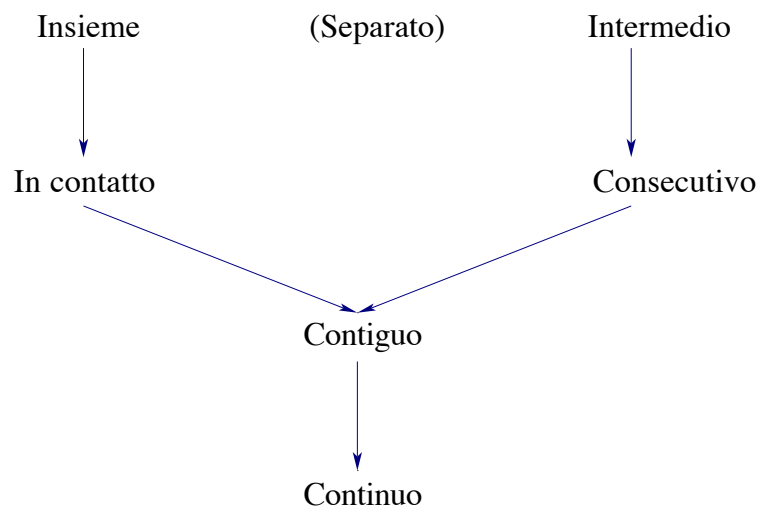 Insieme (Separato) Intermedio
In contatto Consecutivo
Contiguo
Continuo